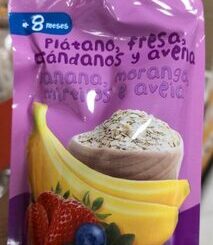 +8 MESES
Plátano, fresa,
arándanos y avena
Banana, morango,
mirtilos e aveia